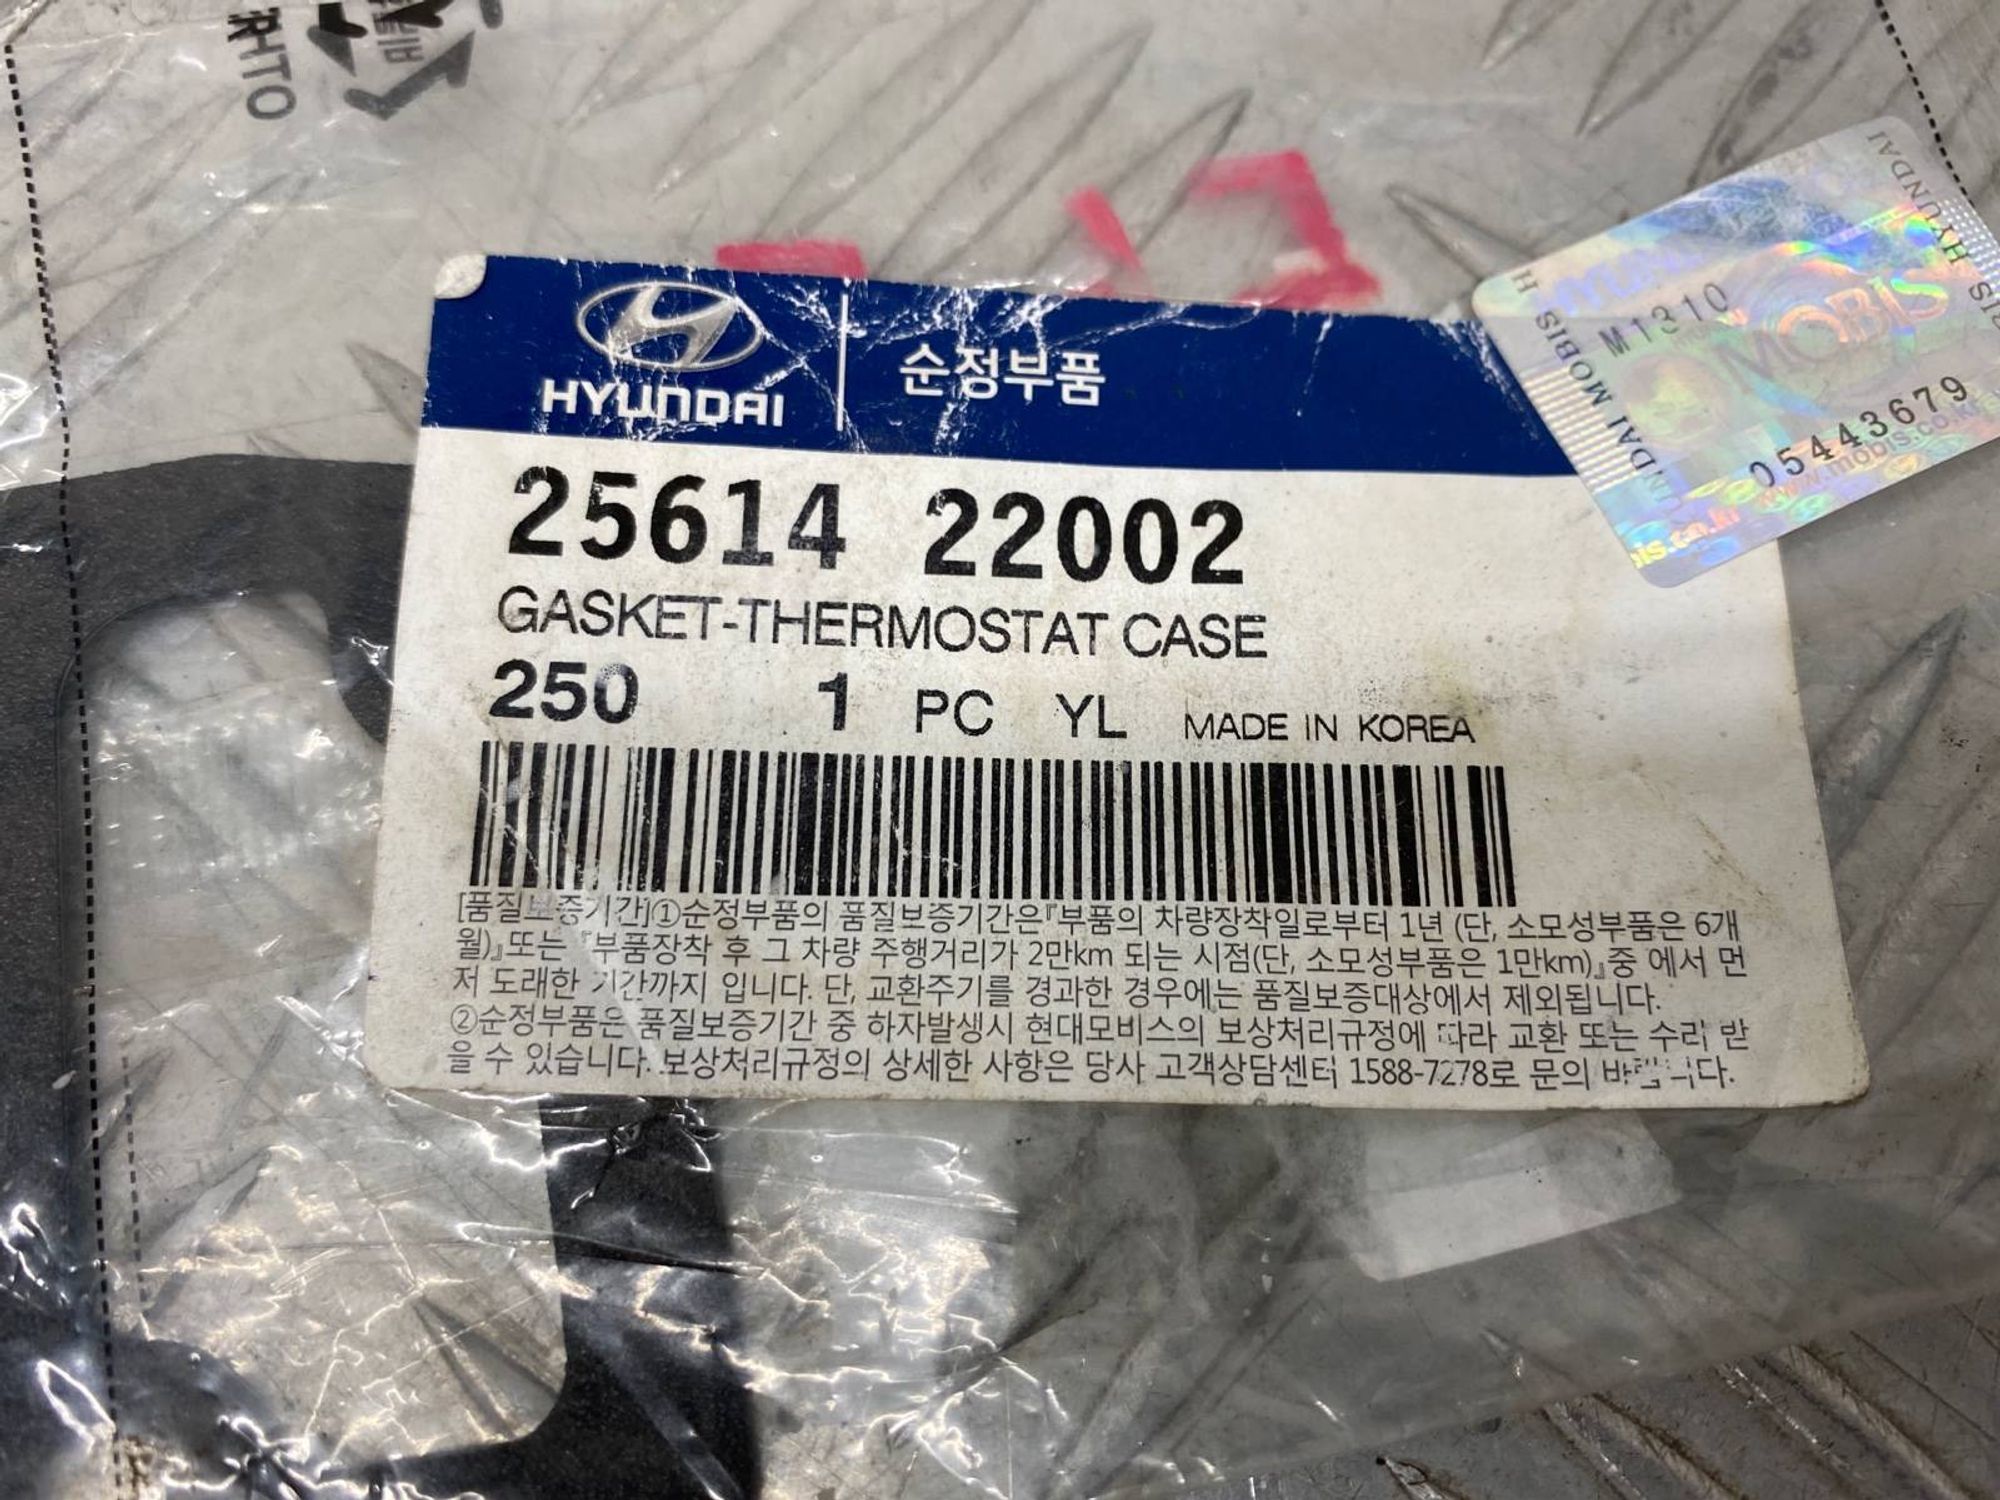 HYUNDAI
순정부품
25614 22002
GASKET-THERMOSTAT CASE
250 1 PC YL MADE IN KOREA
[품질보증기간]①순정부품의 품질보증기간은『부품의 차량장착일로부터 1년 (단, 소모성부품은 6개
월)』또는 『부품장착 후 그 차량 주행거리가 2만km 되는 시점(단, 소모성부품은 1만km)』중 에서 먼
저 도래한 기간까지 입니다. 단, 교환주기를 경과한 경우에는 품질보증대상에서 제외됩니다.
②순정부품은 품질보증기간 중 하자발생시 현대모비스의 보상처리규정에 따라 교환 또는 수리 받
을 수 있습니다. 보상처리규정의 상세한 사항은 당사 고객상담센터 1588-7278로 문의 바랍니다.
M1310
MOBIS
05443679
www.mobis.co.kr
HYUNDAI MOBIS